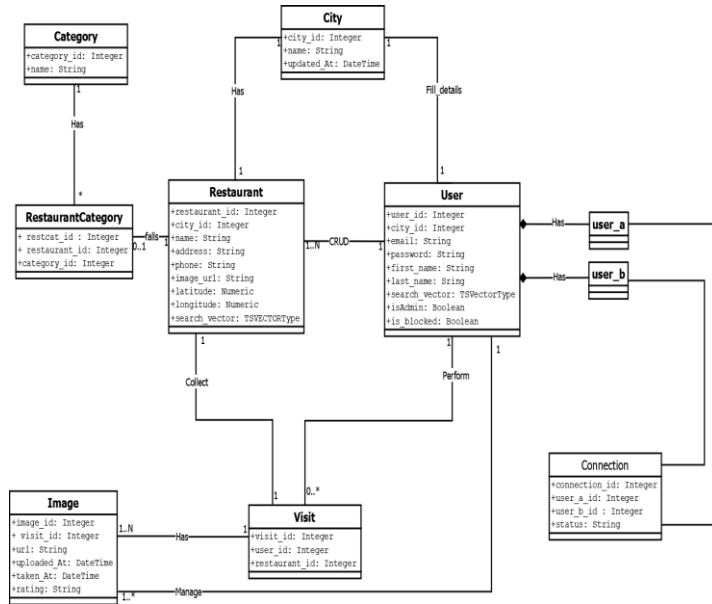 City
+city_id: Integer
+name: String
+updated_At: DateTime
Category
+category_id: Integer
+name: String
1
1
1
Has
Fill_details
Has
*
1
1
RestaurantCategory
+ restcat_id : Integer
+ restaurant_id: Integer
+category_id: Integer
falls
0..1
1
Restaurant
+restaurant_id: Integer
+city_id: Integer
+name: String
+address: String
+phone: String
+image_url: String
+latitude: Numeric
+longitude: Numeric
+search_vector: TSVECTORType
1..N
CRUD
1
User
+user_id: Integer
+city_id: Integer
+email: String
+password: String
+first_name: String
+last_name: Sring
+search_vector: TSVectorType
+isAdmin: Boolean
+is_blocked: Boolean
Has
user_a
Has
user_b
1
1
1
Collect
Perform
Connection
+connection_id: Integer
+user_a_id: Integer
+user_b_id : Integer
+status: String
1
0..*
Image
+image_id: Integer
+ visit_id: Integer
+url: String
+uploaded_At: DateTime
+taken_At: DateTime
+rating: String
1..N
Has
1
Visit
+visit_id: Integer
+user_id: Integer
+restaurant_id: Integer
1..*
Manage